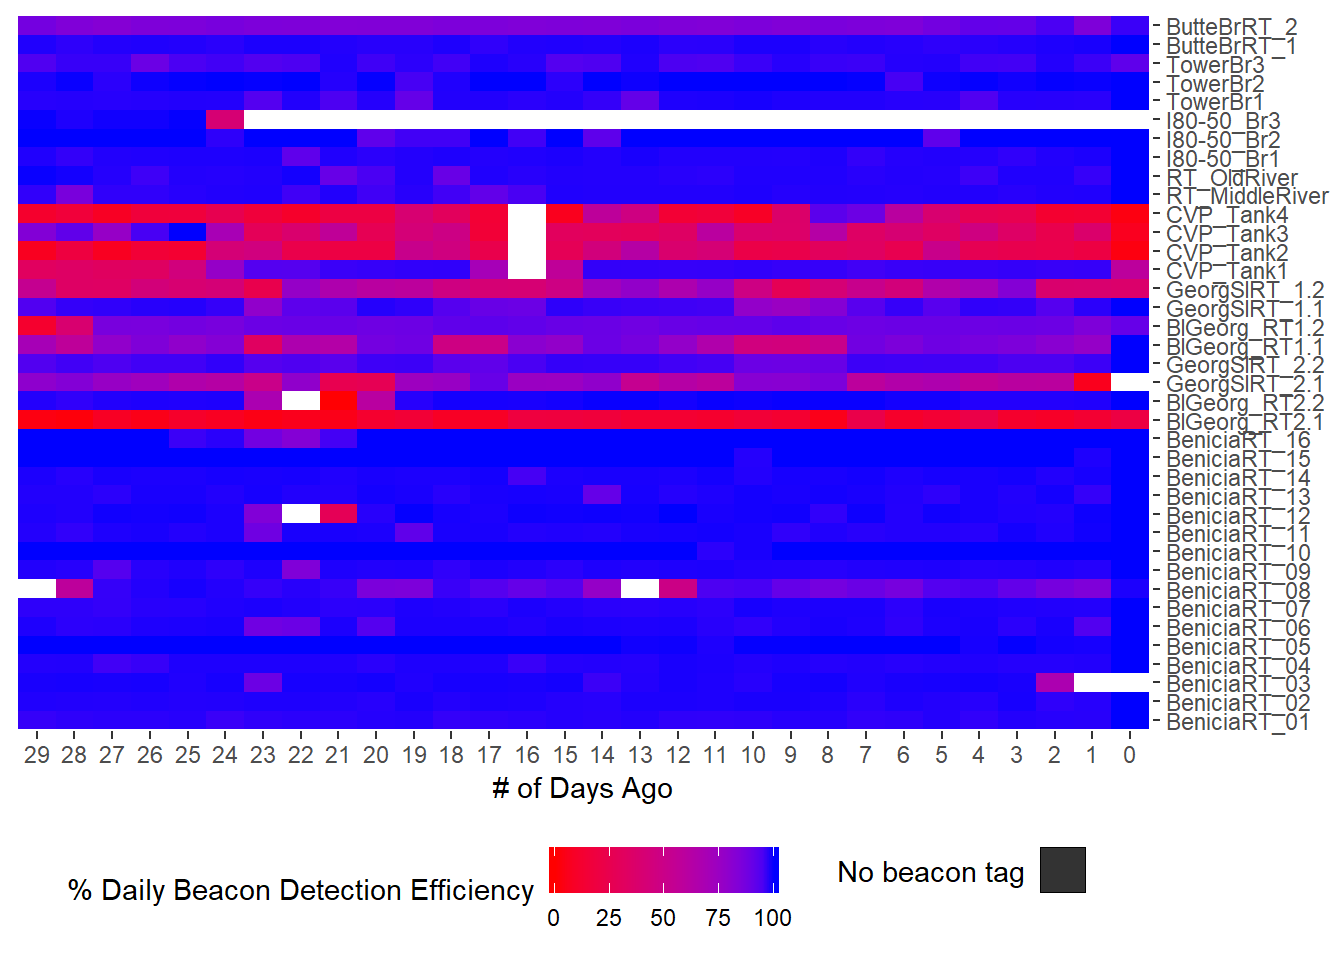 ButteBrRT_2
ButteBrRT_1
TowerBr3
TowerBr2
TowerBr1
I80-50_Br3
I80-50_Br2
I80-50_Br1
RT_OldRiver
RT_MiddleRiver
CVP_Tank4
CVP_Tank3
CVP_Tank2
CVP_Tank1
GeorgSlRT_1.2
GeorgSlRT_1.1
BlGeorg_RT1.2
BlGeorg_RT1.1
GeorgSlRT_2.2
GeorgSlRT_2.1
BlGeorg_RT2.2
BlGeorg_RT2.1
BeniciaRT_16
BeniciaRT_15
BeniciaRT_14
BeniciaRT_13
BeniciaRT_12
BeniciaRT_11
BeniciaRT_10
BeniciaRT_09
BeniciaRT_08
BeniciaRT_07
BeniciaRT_06
BeniciaRT_05
BeniciaRT_04
BeniciaRT_03
BeniciaRT_02
BeniciaRT_01
29 28 27 26 25 24 23 22 21 20 19 18 17 16 15 14 13 12 11 10 9 8 7 6 5 4 3 2 1 0
# of Days Ago
% Daily Beacon Detection Efficiency
0 25 50 75 100
No beacon tag